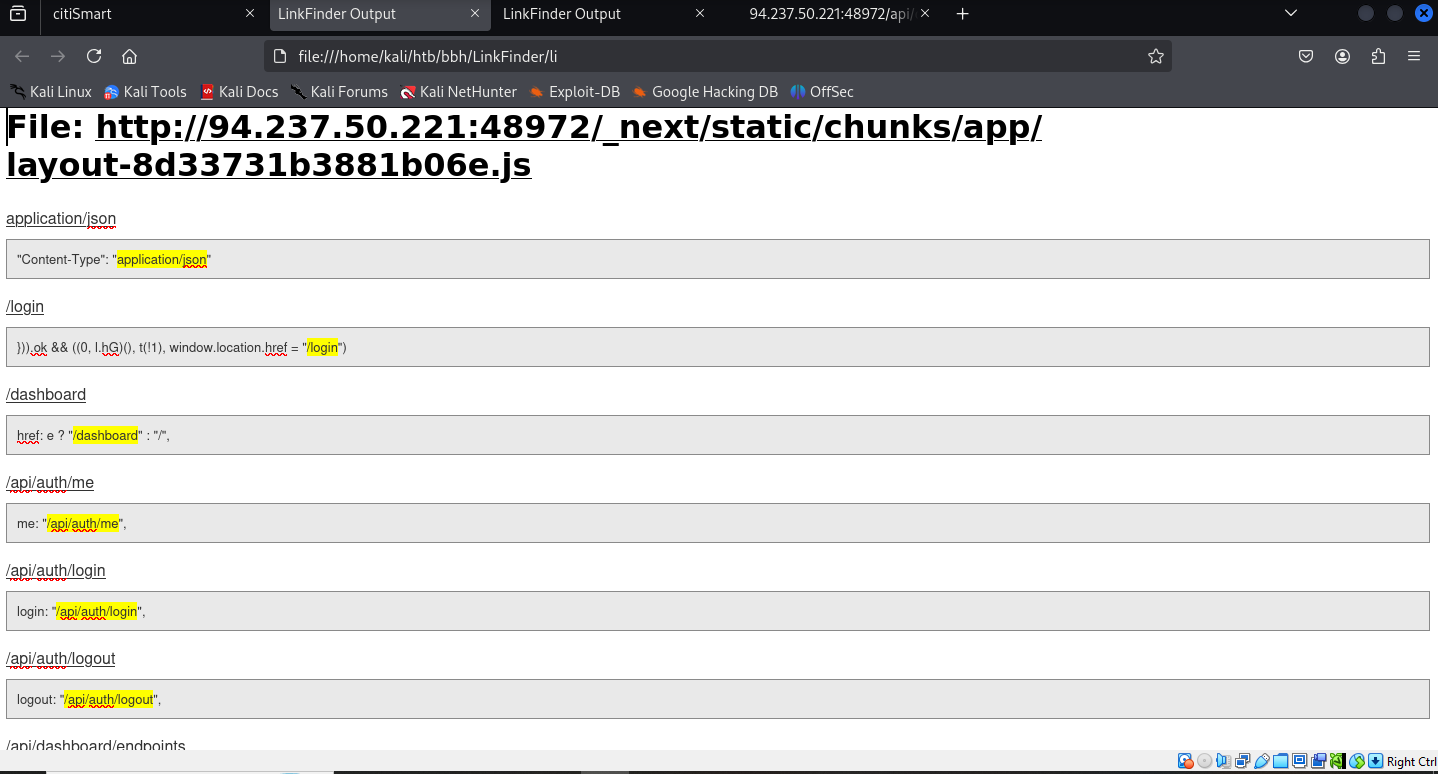 citiSmart
LinkFinder Output
LinkFinder Output
94.237.50.221:48972/api/
file:///home/kali/htb/bbh/LinkFinder/li
Kali Linux Kali Tools Kali Docs Kali Forums Kali NetHunter Exploit-DB Google Hacking DB OffSec
File: http://94.237.50.221:48972/_next/static/chunks/app/
layout-8d33731b3881b06e.js
application/json
"Content-Type": "application/json"
/login
})).ok && ((0, l.hG)(), t(!1), window.location.href = "/login")
/dashboard
href: e ? "/dashboard" : "/",
/api/auth/me
me: "/api/auth/me",
/api/auth/login
login: "/api/auth/login",
/api/auth/logout
logout: "/api/auth/logout",
/api/dashboard/endpoints
Right Ctrl